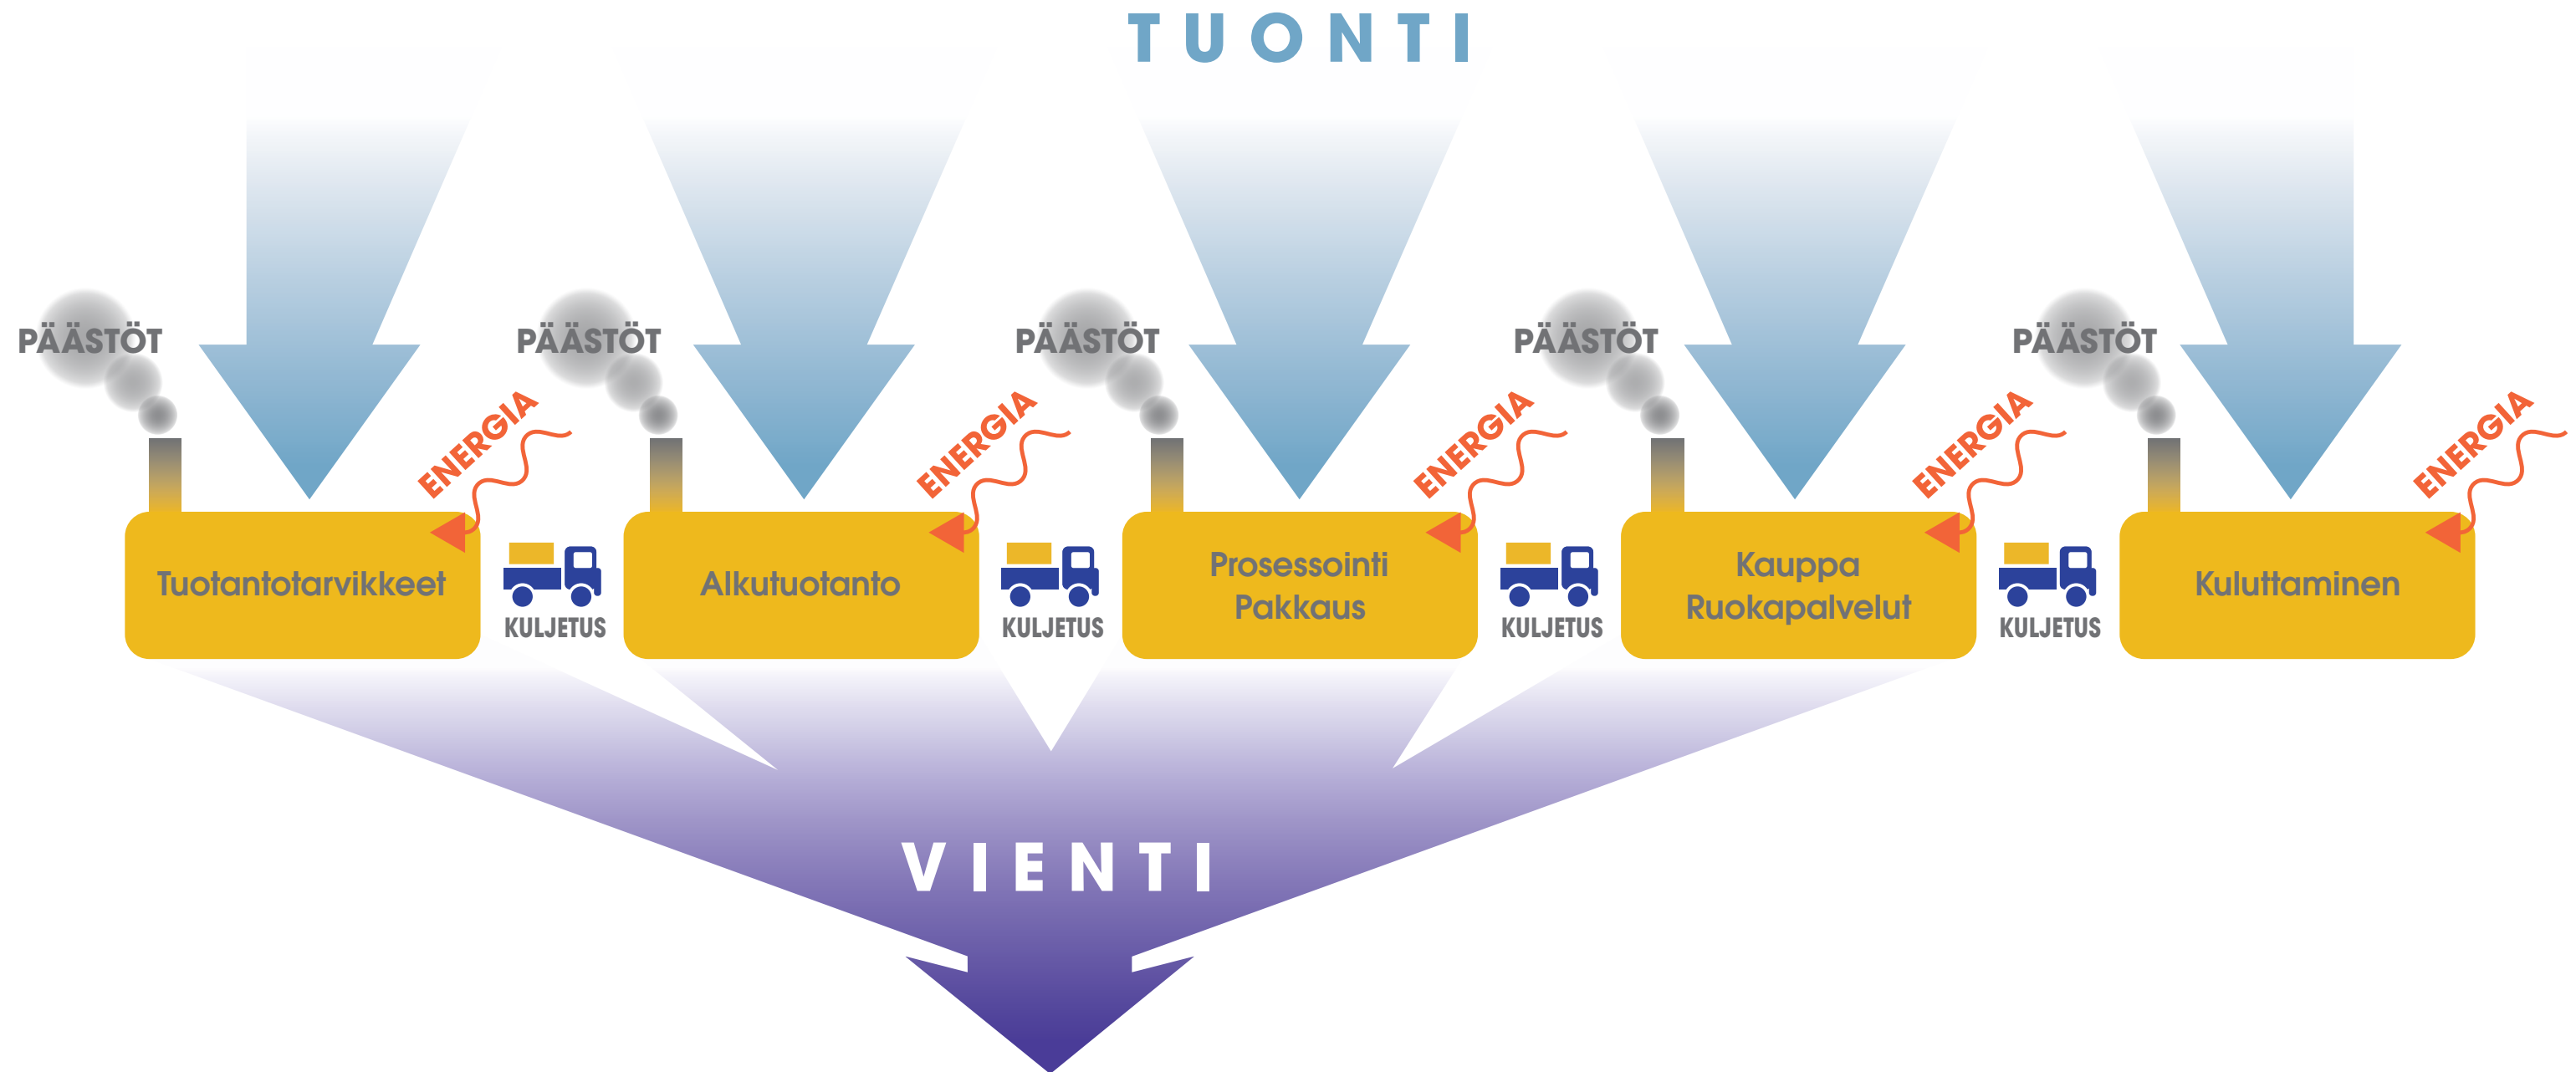 TUONTI
PÄÄSTÖT
PÄÄSTÖT
PÄÄSTÖT
PÄÄSTÖT
PÄÄSTÖT
ENERGIA
ENERGIA
ENERGIA
ENERGIA
ENERGIA
Tuotantotarvikkeet
KULJETUS
Alkutuotanto
KULJETUS
Prosessointi
Pakkaus
KULJETUS
Kauppa
Ruokapalvelut
KULJETUS
Kuluttaminen
VIENTI